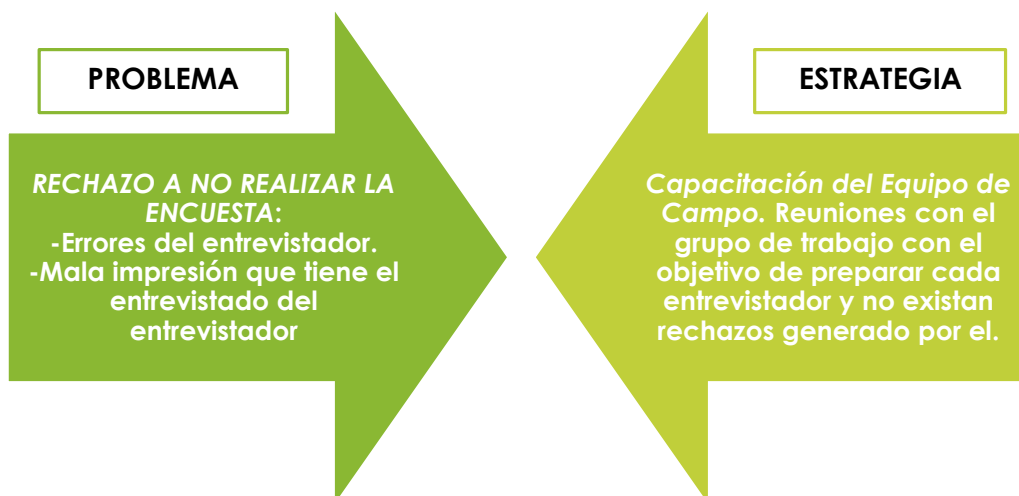 PROBLEMA
RECHAZO A NO REALIZAR LA
ENCUESTA:
-Errores del entrevistador.
-Mala impresión que tiene el
entrevistado del
entrevistador
ESTRATEGIA
Capacitación del Equipo de
Campo. Reuniones con el
grupo de trabajo con el
objetivo de preparar cada
entrevistador y no existan
rechazos generado por el.